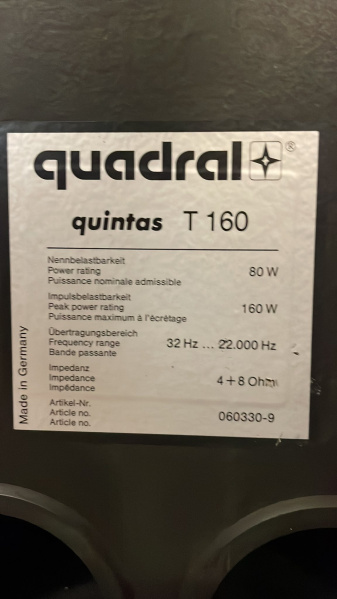 quadral ®
quintas T 160
Nennbelastbarkeit
Power rating 80 W
Puissance nominale admissible
Impulsbelastbarkeit
Peak power rating 160 W
Puissance maximum à l'écrêtage
Übertragungsbereich
Frequency range 32 Hz ... 22.000 Hz
Bande passante
Impedanz
Impedance 4+8 Ohm
Impédance
Artikel-Nr.
Article no. 060330-9
Article no.
Made in Germany